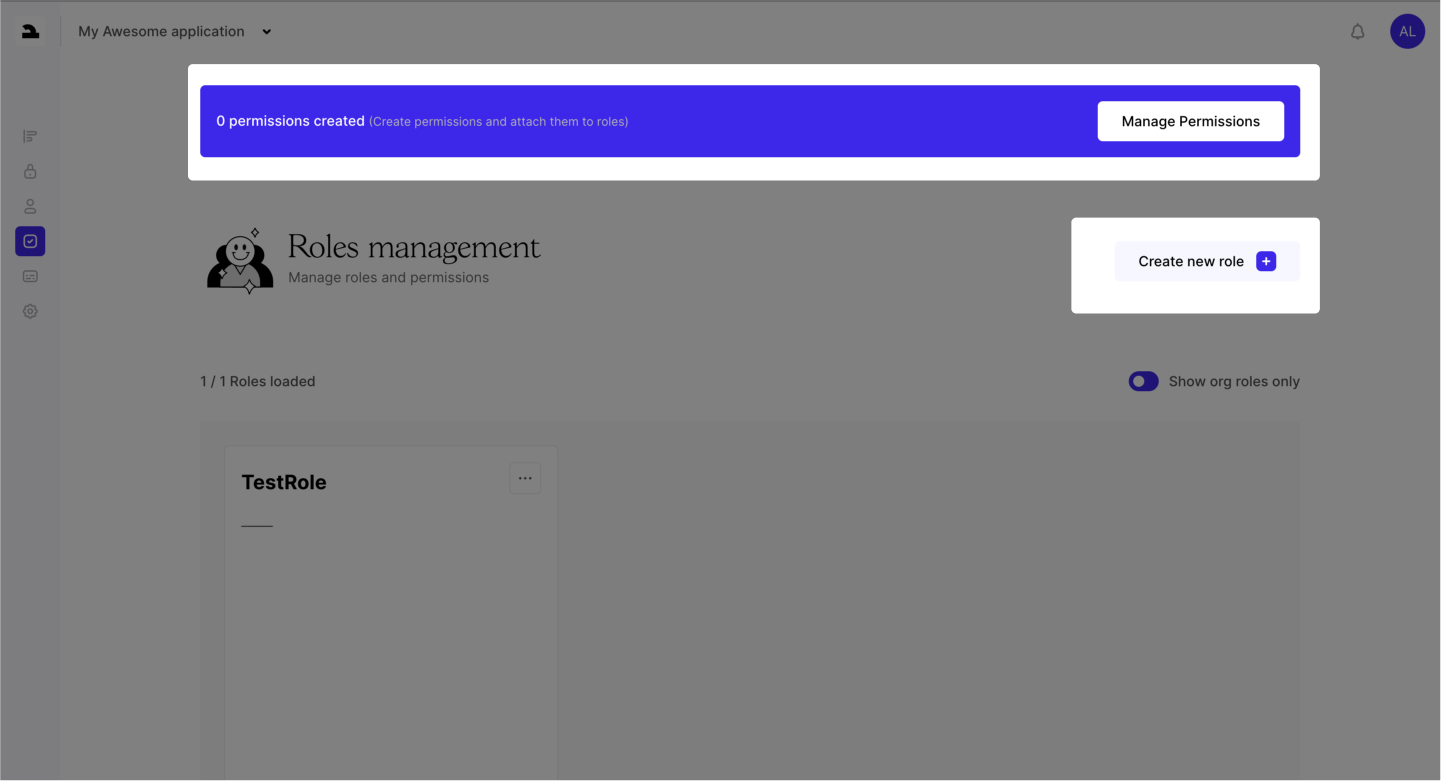 My Awesome application
AL
0 permissions created (Create permissions and attach them to roles)
Manage Permissions
Roles management
Manage roles and permissions
Create new role
1 / 1 Roles loaded
Show org roles only
TestRole